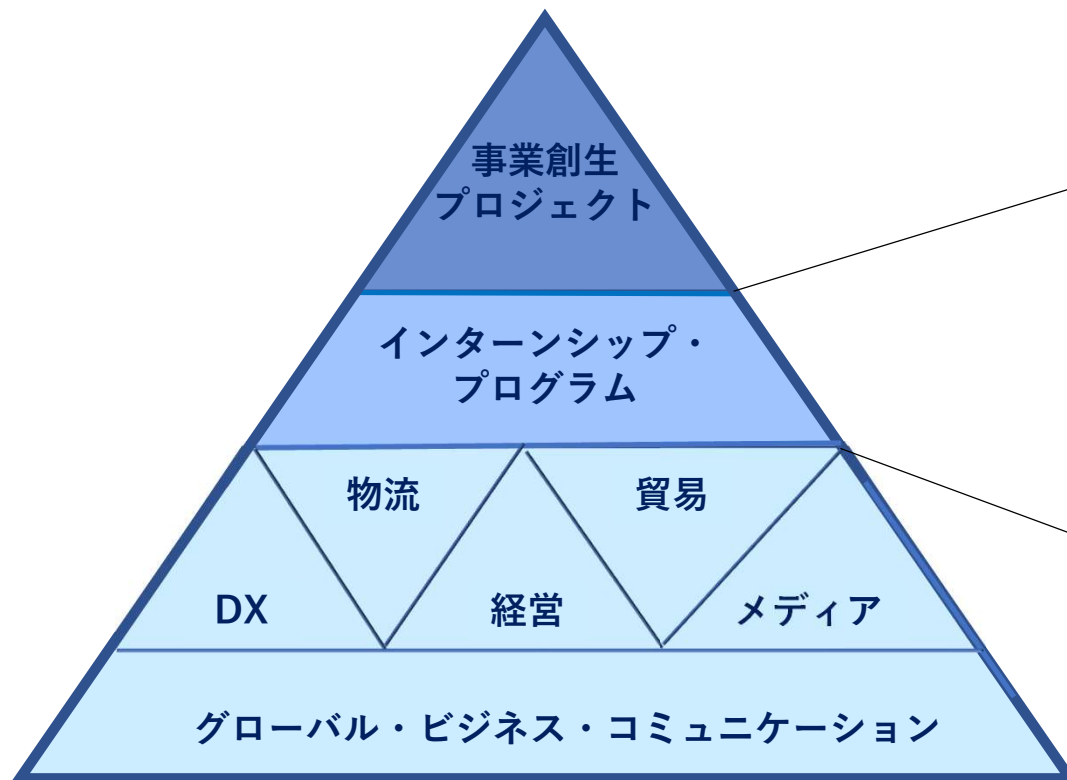 事業創生
プロジェクト
インターンシップ・
プログラム
物流
貿易
DX
経営
メディア
グローバル・ビジネス・コミュニケーション